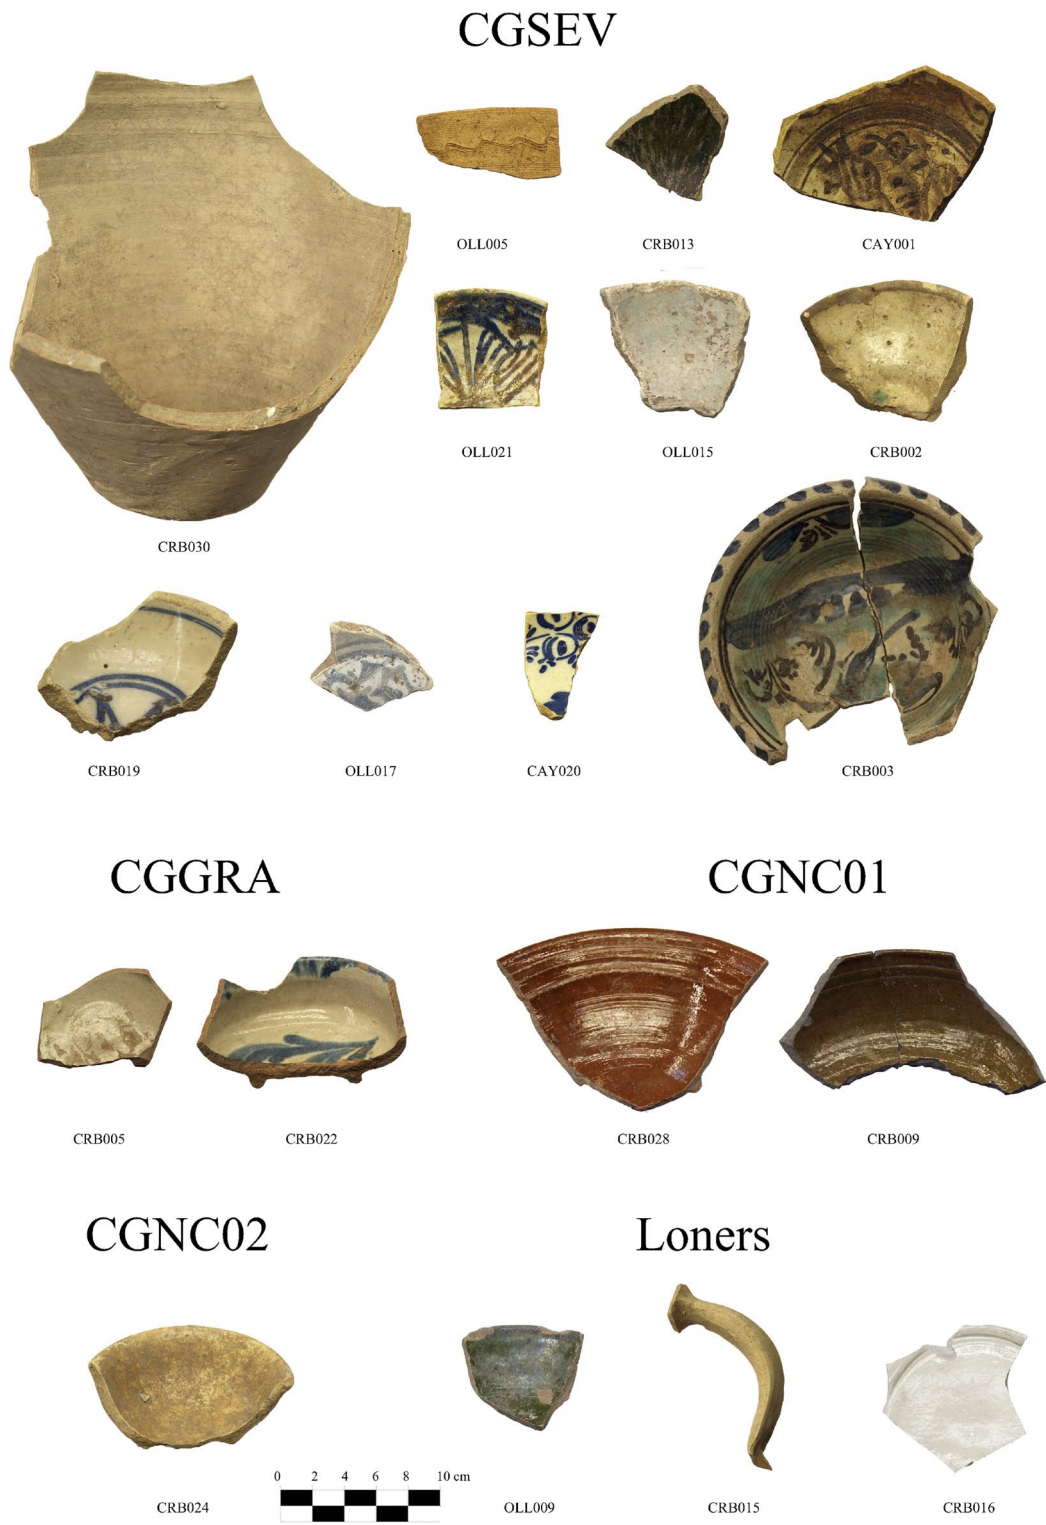 CGSEV
OLL005
CRB013
CAY001
OLL021
OLL015
CRB002
CRB030
CRB019
OLL017
CAY020
CRB003
CGGRA
CGNC01
CRB005
CRB022
CRB028
CRB009
CGNC02
Loners
0 2 4 6 8 10 cm
CRB024
OLL009
CRB015
CRB016